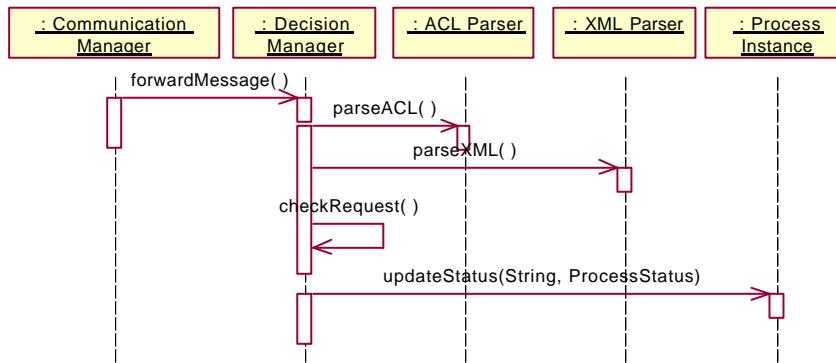 : Communication
Manager
: Decision
Manager
: ACL Parser
: XML Parser
: Process
Instance
forwardMessage( )
parseACL( )
parseXML( )
checkRequest( )
updateStatus(String, ProcessStatus)